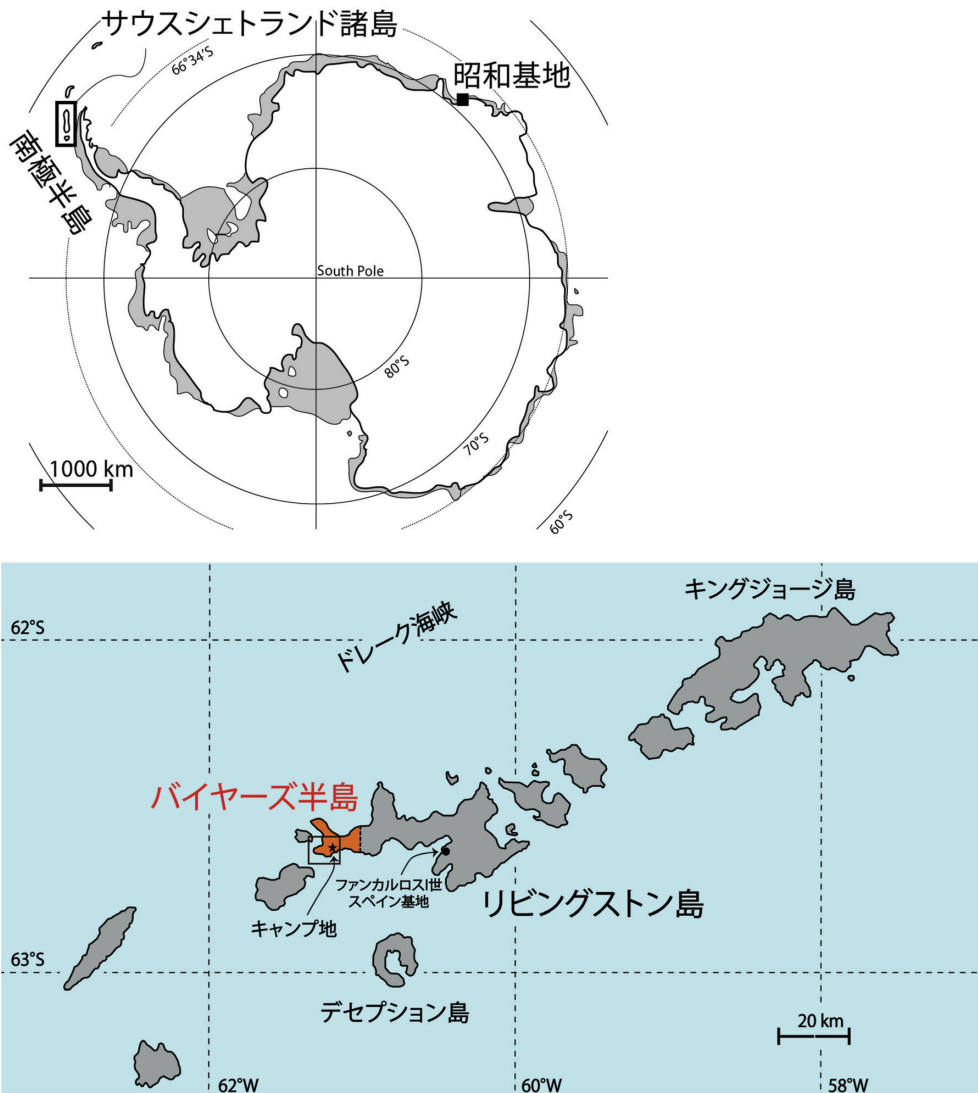 サウスシェトランド諸島
66°34'S
昭和基地
南極半島
South Pole
80°S
70°S
1000 km
60°S
キングジョージ島
62°S
ドレーク海峡
バイヤーズ半島
ファンカルロスI世
スペイン基地
リビングストン島
キャンプ地
63°S
デセプション島
20 km
62°W
60°W
58°W